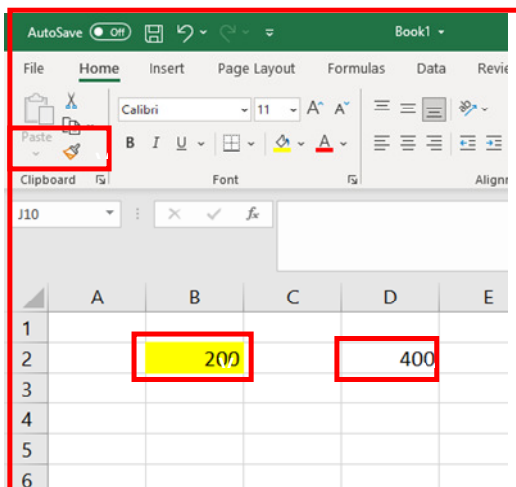 AutoSave Off Book1
File Home Insert Page Layout Formulas Data
Calibri 11 A A
Paste B I U A
Clipboard Font
J10 fx
A B C D E
1
2 200 400
3
4
5
6